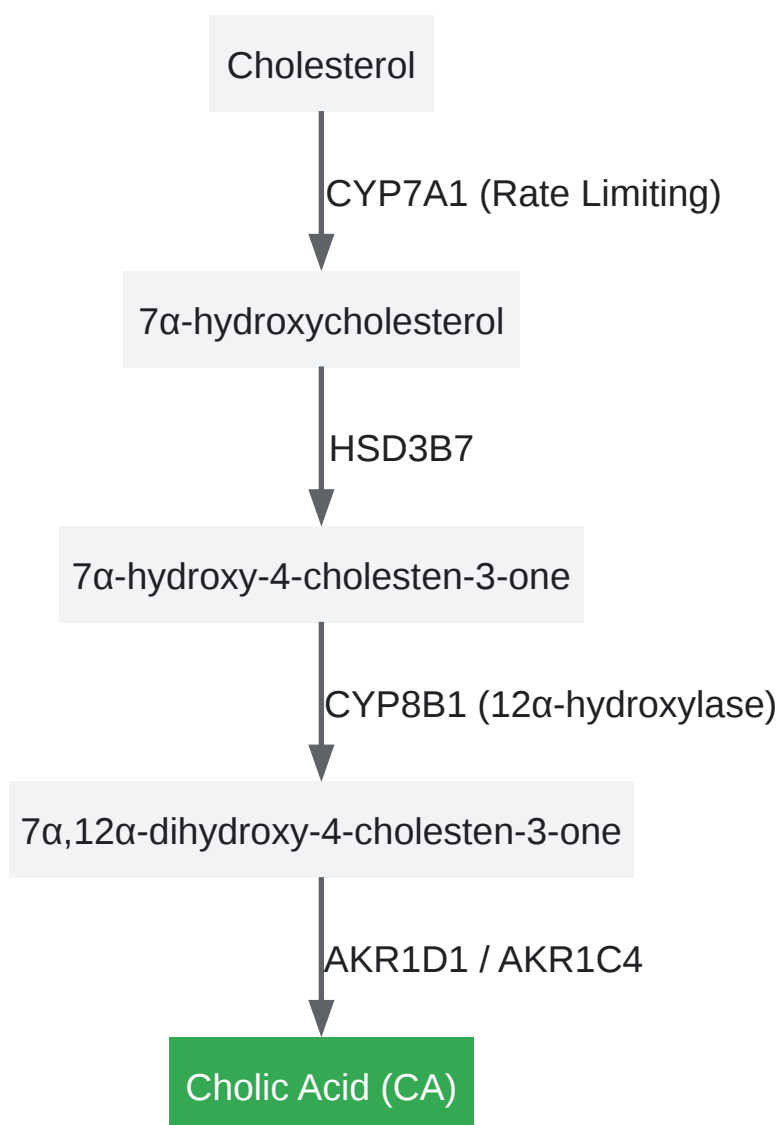 Cholesterol
CYP7A1 (Rate Limiting)
7α-hydroxycholesterol
HSD3B7
7α-hydroxy-4-cholesten-3-one
CYP8B1 (12α-hydroxylase)
7α,12α-dihydroxy-4-cholesten-3-one
AKR1D1 / AKR1C4
Cholic Acid (CA)